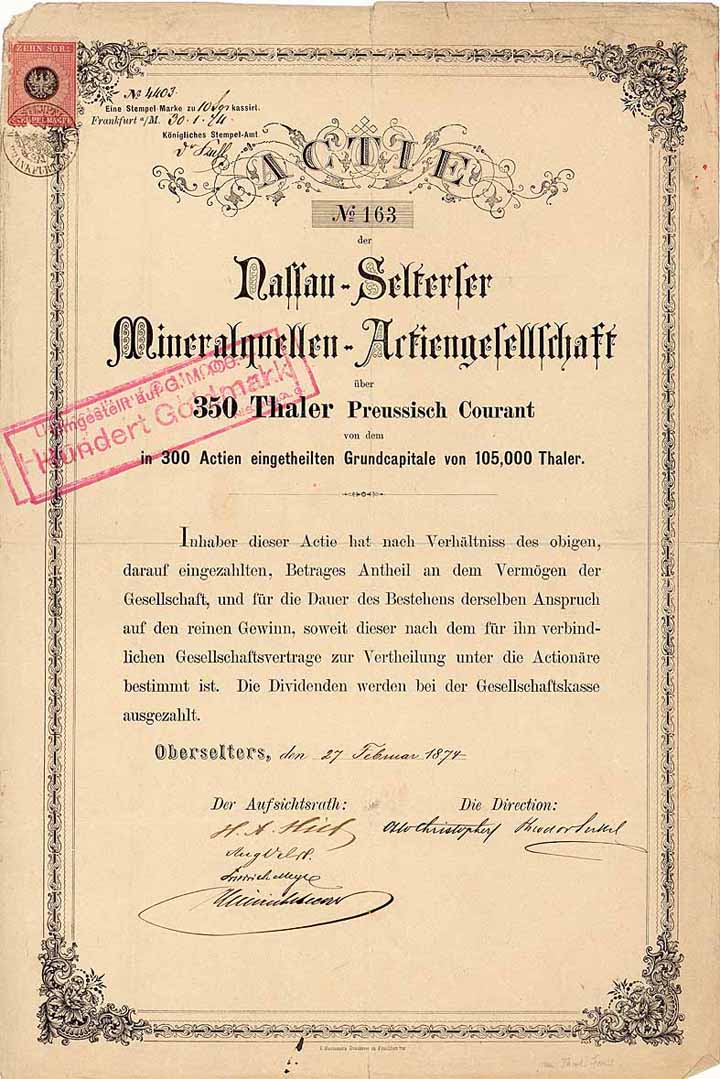 ZEHN SGR:
STEMPELMARKE
№ 4403.
Eine Stempel-Marke zu 10 Sgr kassirt.
Frankfurt a/M. 30.1.74.
Königliches Stempel-Amt
ACTIE
№ 163
der
Nassau-Selterser
Mineralquellen-Actiengesellschaft
über
350 Thaler Preussisch Courant
von dem
in 300 Actien eingetheilten Grundcapitale von 105,000 Thaler.
Umgestellt auf G.M. 100.
Hundert Goldmark
Inhaber dieser Actie hat nach Verhältniss des obigen,
darauf eingezahlten, Betrages Antheil an dem Vermögen der
Gesellschaft, und für die Dauer des Bestehens derselben Anspruch
auf den reinen Gewinn, soweit dieser nach dem für ihn verbind-
lichen Gesellschaftsvertrage zur Vertheilung unter die Actionäre
bestimmt ist. Die Dividenden werden bei der Gesellschaftskasse
ausgezahlt.
Oberselters, den 27 Februar 1874
Der Aufsichtsrath: Die Direction:
Otto Christophery